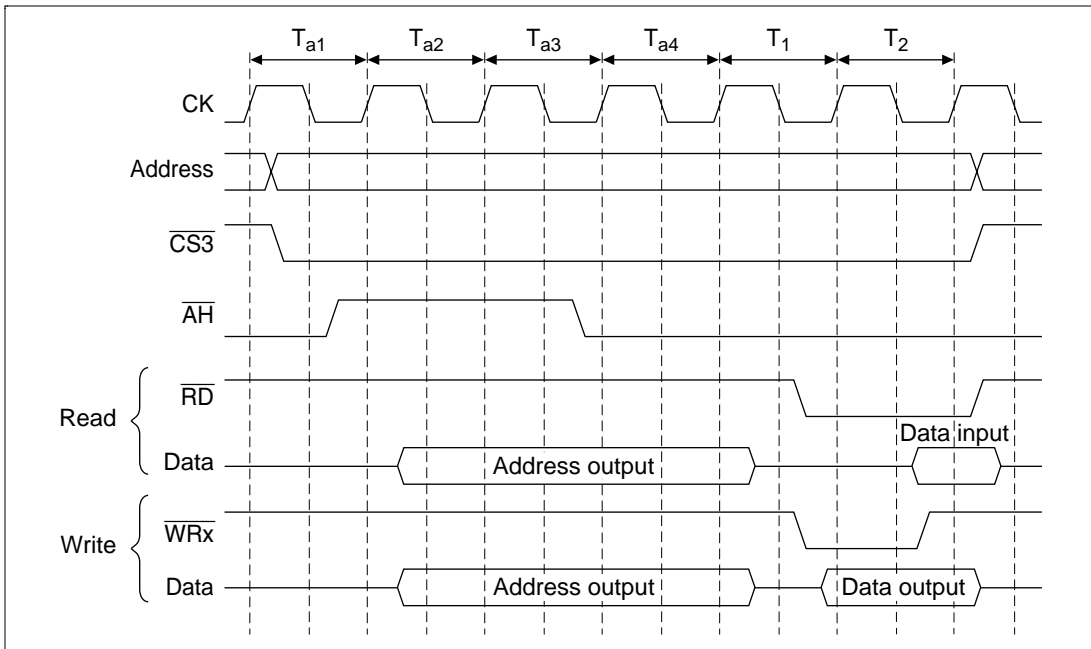 Ta1 Ta2 Ta3 Ta4 T1 T2
CK
Address
CS3
AH
Read
RD
Data input
Data Address output
Write
WRx
Data Address output Data output